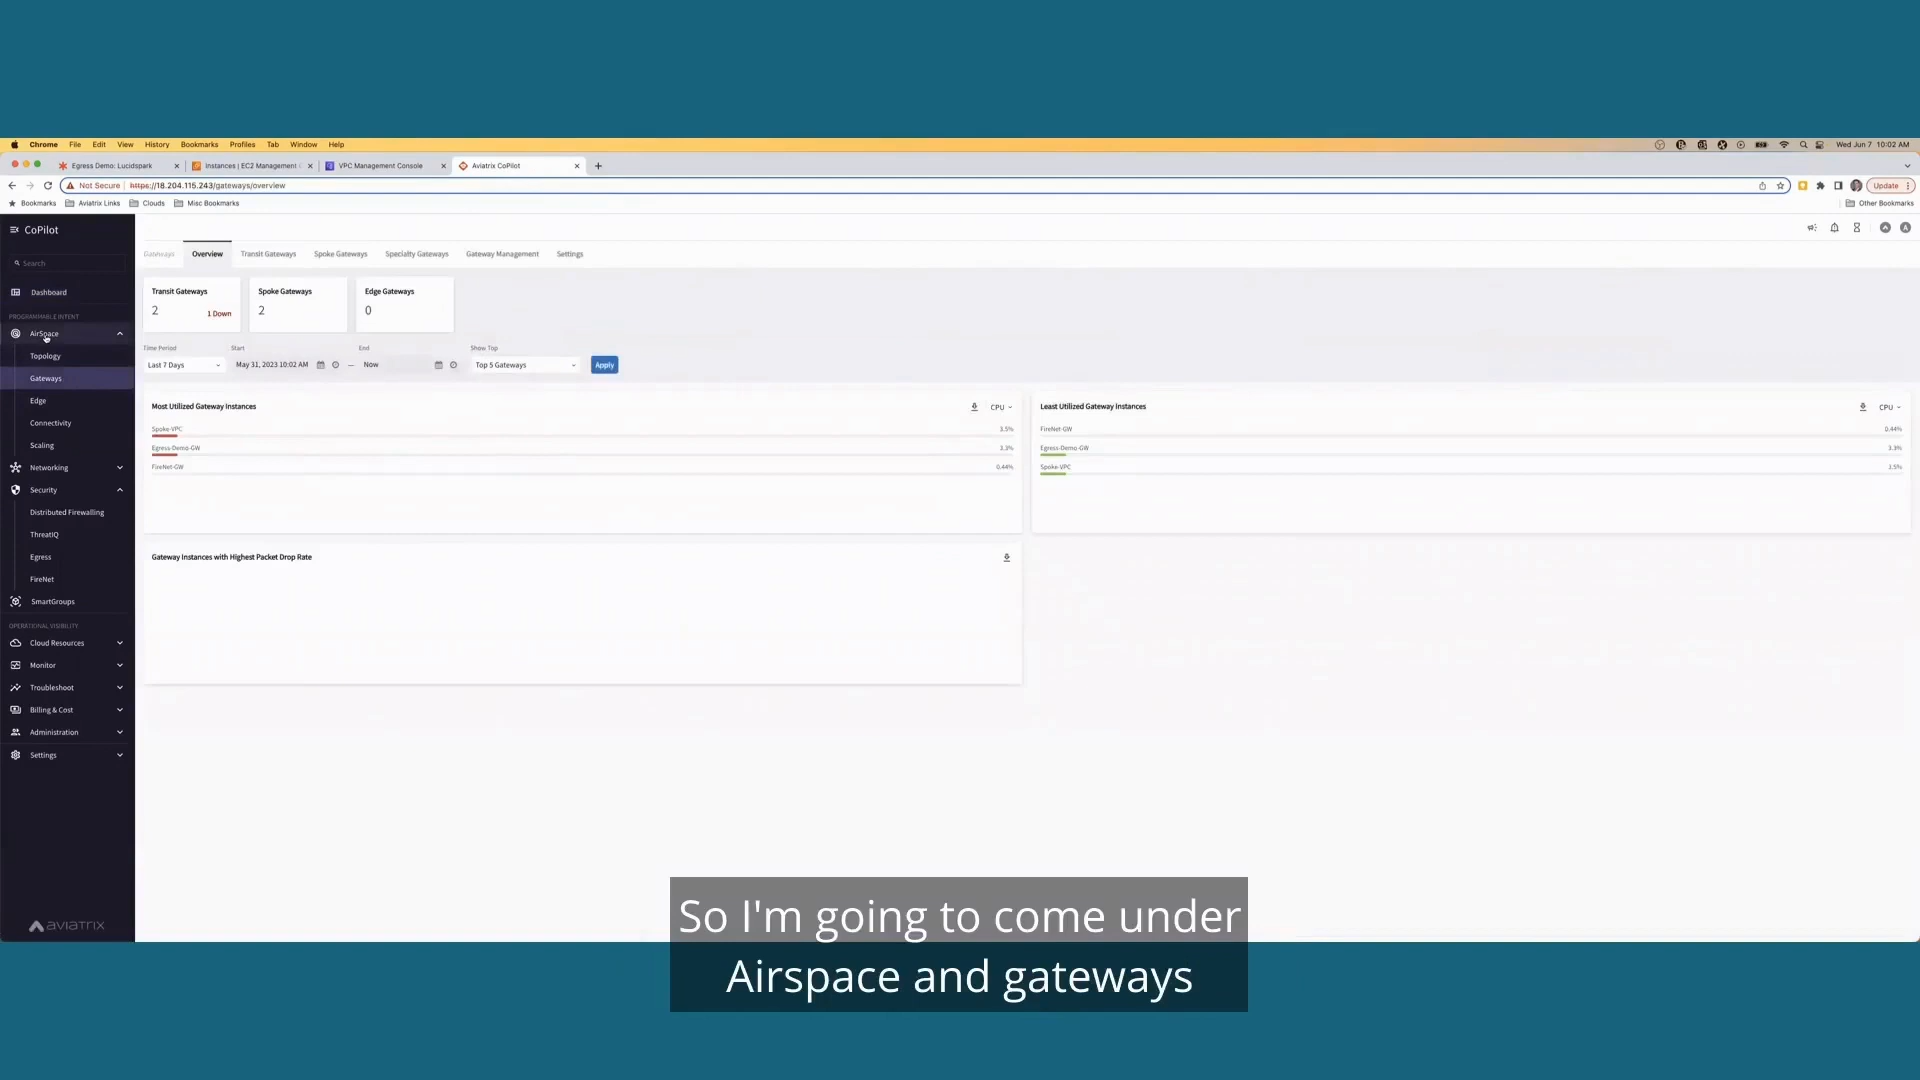 Chrome File Edit View History Bookmarks Profiles Tab Window Help Wed Jun 7 10:02 AM
Egress Demo: Lucidspark Instances | EC2 Management C VPC Management Console Aviatrix CoPilot
Not Secure https://18.204.115.243/gateways/overview Update
Bookmarks Aviatrix Links Clouds Misc Bookmarks Other Bookmarks
CoPilot
Search
Dashboard
PROGRAMMABLE INTENT
AirSpace
Topology
Gateways
Edge
Connectivity
Scaling
Networking
Security
Distributed Firewalling
ThreatIQ
Egress
FireNet
SmartGroups
OPERATIONAL VISIBILITY
Cloud Resources
Monitor
Troubleshoot
Billing & Cost
Administration
Settings
AVIATRIX
Gateways Overview Transit Gateways Spoke Gateways Specialty Gateways Gateway Management Settings
Transit Gateways Spoke Gateways Edge Gateways
2 1 Down 2 0
Time Period Start End Show Top
Last 7 Days May 31, 2023 10:02 AM — Now Top 5 Gateways Apply
Most Utilized Gateway Instances CPU
Spoke-VPC 3.5%
Egress-Demo-GW 3.3%
FireNet-GW 0.44%
Least Utilized Gateway Instances CPU
FireNet-GW 0.44%
Egress-Demo-GW 3.3%
Spoke-VPC 3.5%
Gateway Instances with Highest Packet Drop Rate
So I'm going to come under
Airspace and gateways